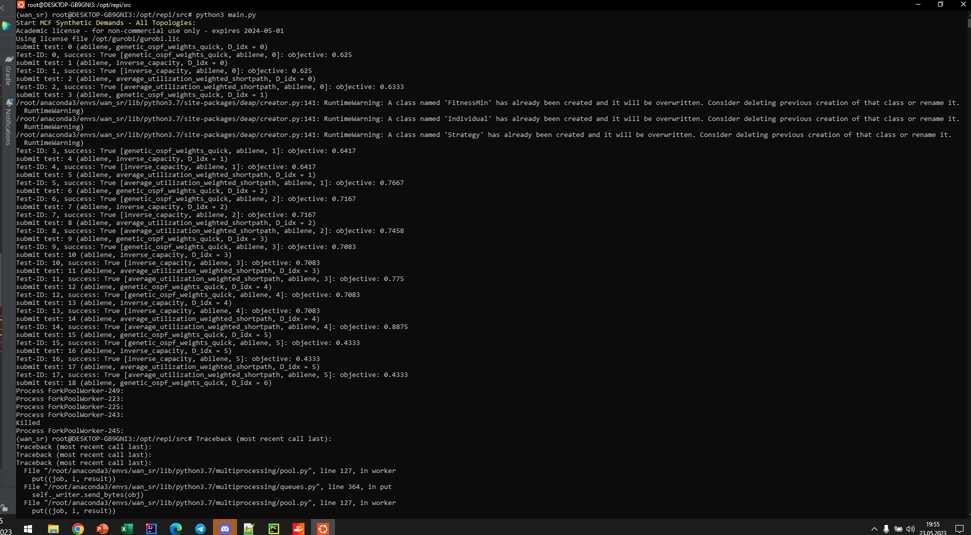 root@DESKTOP-GB9GNI3: /opt/repi/src
(wan_sr) root@DESKTOP-GB9GNI3:/opt/repi/src# python3 main.py
Start MCF Synthetic Demands - All Topologies:
Academic license - for non-commercial use only - expires 2024-05-01
Using license file /opt/gurobi/gurobi.lic
submit test: 0 (abilene, genetic_ospf_weights_quick, D_idx = 0)
Test-ID: 0, success: True [genetic_ospf_weights_quick, abilene, 0]: objective: 0.625
submit test: 1 (abilene, inverse_capacity, D_idx = 0)
Test-ID: 1, success: True [inverse_capacity, abilene, 0]: objective: 0.625
submit test: 2 (abilene, average_utilization_weighted_shortpath, D_idx = 0)
Test-ID: 2, success: True [average_utilization_weighted_shortpath, abilene, 0]: objective: 0.6333
submit test: 3 (abilene, genetic_ospf_weights_quick, D_idx = 1)
/root/anaconda3/envs/wan_sr/lib/python3.7/site-packages/deap/creator.py:141: RuntimeWarning: A class named 'FitnessMin' has already been created and it will be overwritten. Consider deleting previous creation of that class or rename it.
RuntimeWarning)
/root/anaconda3/envs/wan_sr/lib/python3.7/site-packages/deap/creator.py:141: RuntimeWarning: A class named 'Individual' has already been created and it will be overwritten. Consider deleting previous creation of that class or rename it.
RuntimeWarning)
/root/anaconda3/envs/wan_sr/lib/python3.7/site-packages/deap/creator.py:141: RuntimeWarning: A class named 'Strategy' has already been created and it will be overwritten. Consider deleting previous creation of that class or rename it.
RuntimeWarning)
Test-ID: 3, success: True [genetic_ospf_weights_quick, abilene, 1]: objective: 0.6417
submit test: 4 (abilene, inverse_capacity, D_idx = 1)
Test-ID: 4, success: True [inverse_capacity, abilene, 1]: objective: 0.6417
submit test: 5 (abilene, average_utilization_weighted_shortpath, D_idx = 1)
Test-ID: 5, success: True [average_utilization_weighted_shortpath, abilene, 1]: objective: 0.7667
submit test: 6 (abilene, genetic_ospf_weights_quick, D_idx = 2)
Test-ID: 6, success: True [genetic_ospf_weights_quick, abilene, 2]: objective: 0.7167
submit test: 7 (abilene, inverse_capacity, D_idx = 2)
Test-ID: 7, success: True [inverse_capacity, abilene, 2]: objective: 0.7167
submit test: 8 (abilene, average_utilization_weighted_shortpath, D_idx = 2)
Test-ID: 8, success: True [average_utilization_weighted_shortpath, abilene, 2]: objective: 0.7458
submit test: 9 (abilene, genetic_ospf_weights_quick, D_idx = 3)
Test-ID: 9, success: True [genetic_ospf_weights_quick, abilene, 3]: objective: 0.7083
submit test: 10 (abilene, inverse_capacity, D_idx = 3)
Test-ID: 10, success: True [inverse_capacity, abilene, 3]: objective: 0.7083
submit test: 11 (abilene, average_utilization_weighted_shortpath, D_idx = 3)
Test-ID: 11, success: True [average_utilization_weighted_shortpath, abilene, 3]: objective: 0.775
submit test: 12 (abilene, genetic_ospf_weights_quick, D_idx = 4)
Test-ID: 12, success: True [genetic_ospf_weights_quick, abilene, 4]: objective: 0.7083
submit test: 13 (abilene, inverse_capacity, D_idx = 4)
Test-ID: 13, success: True [inverse_capacity, abilene, 4]: objective: 0.7083
submit test: 14 (abilene, average_utilization_weighted_shortpath, D_idx = 4)
Test-ID: 14, success: True [average_utilization_weighted_shortpath, abilene, 4]: objective: 0.8875
submit test: 15 (abilene, genetic_ospf_weights_quick, D_idx = 5)
Test-ID: 15, success: True [genetic_ospf_weights_quick, abilene, 5]: objective: 0.4333
submit test: 16 (abilene, inverse_capacity, D_idx = 5)
Test-ID: 16, success: True [inverse_capacity, abilene, 5]: objective: 0.4333
submit test: 17 (abilene, average_utilization_weighted_shortpath, D_idx = 5)
Test-ID: 17, success: True [average_utilization_weighted_shortpath, abilene, 5]: objective: 0.4333
submit test: 18 (abilene, genetic_ospf_weights_quick, D_idx = 6)
Process ForkPoolWorker-249:
Process ForkPoolWorker-223:
Process ForkPoolWorker-225:
Process ForkPoolWorker-243:
Killed
Process ForkPoolWorker-245:
(wan_sr) root@DESKTOP-GB9GNI3:/opt/repi/src# Traceback (most recent call last):
Traceback (most recent call last):
Traceback (most recent call last):
Traceback (most recent call last):
File "/root/anaconda3/envs/wan_sr/lib/python3.7/multiprocessing/pool.py", line 127, in worker
put((job, i, result))
File "/root/anaconda3/envs/wan_sr/lib/python3.7/multiprocessing/queues.py", line 364, in put
self._writer.send_bytes(obj)
File "/root/anaconda3/envs/wan_sr/lib/python3.7/multiprocessing/pool.py", line 127, in worker
put((job, i, result))
Gradle
Notifications
5
023
19:55
23.05.2023